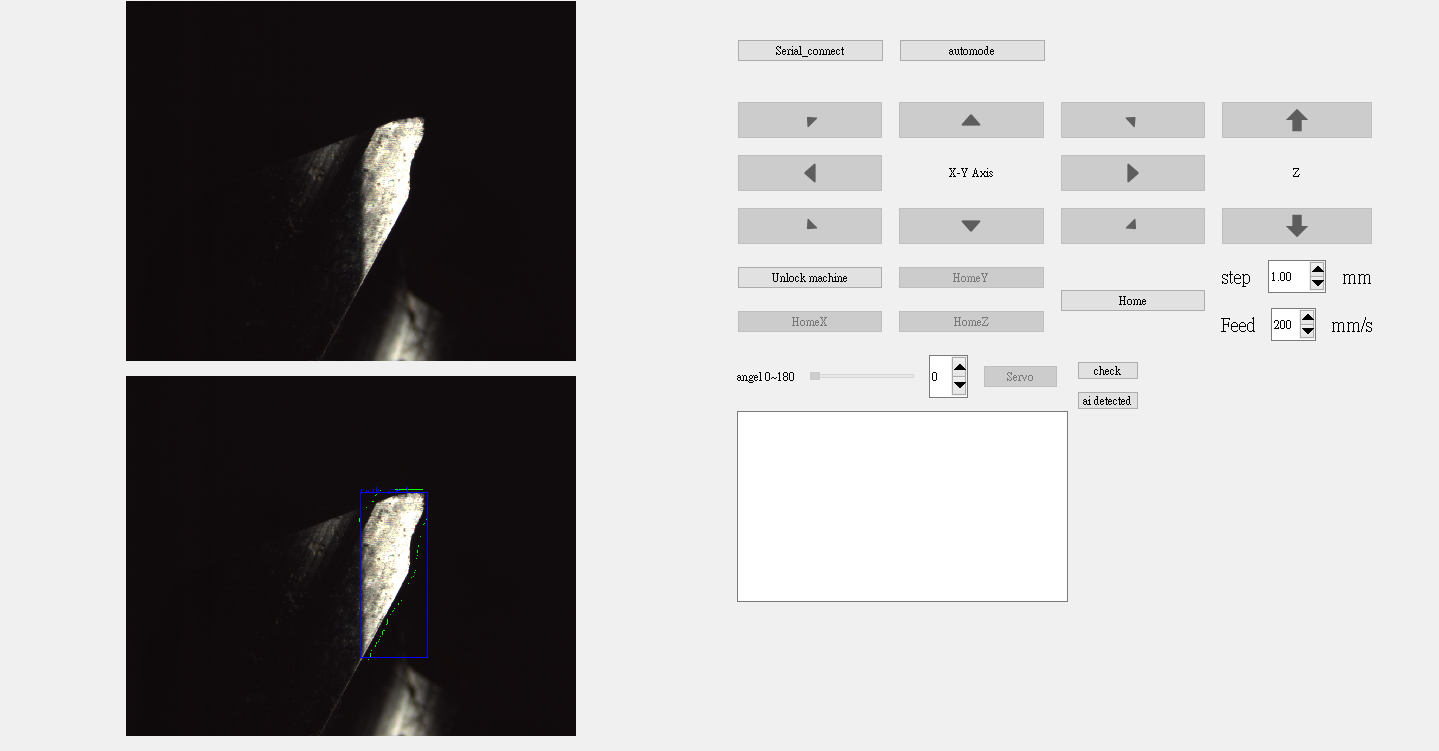 Serial_connect
automode
X-Y Axis
Z
Unlock machine
HomeY
Home
step
1.00
mm
HomeX
HomeZ
Feed
200
mm/s
angel 0~180
0
Servo
check
ai detected